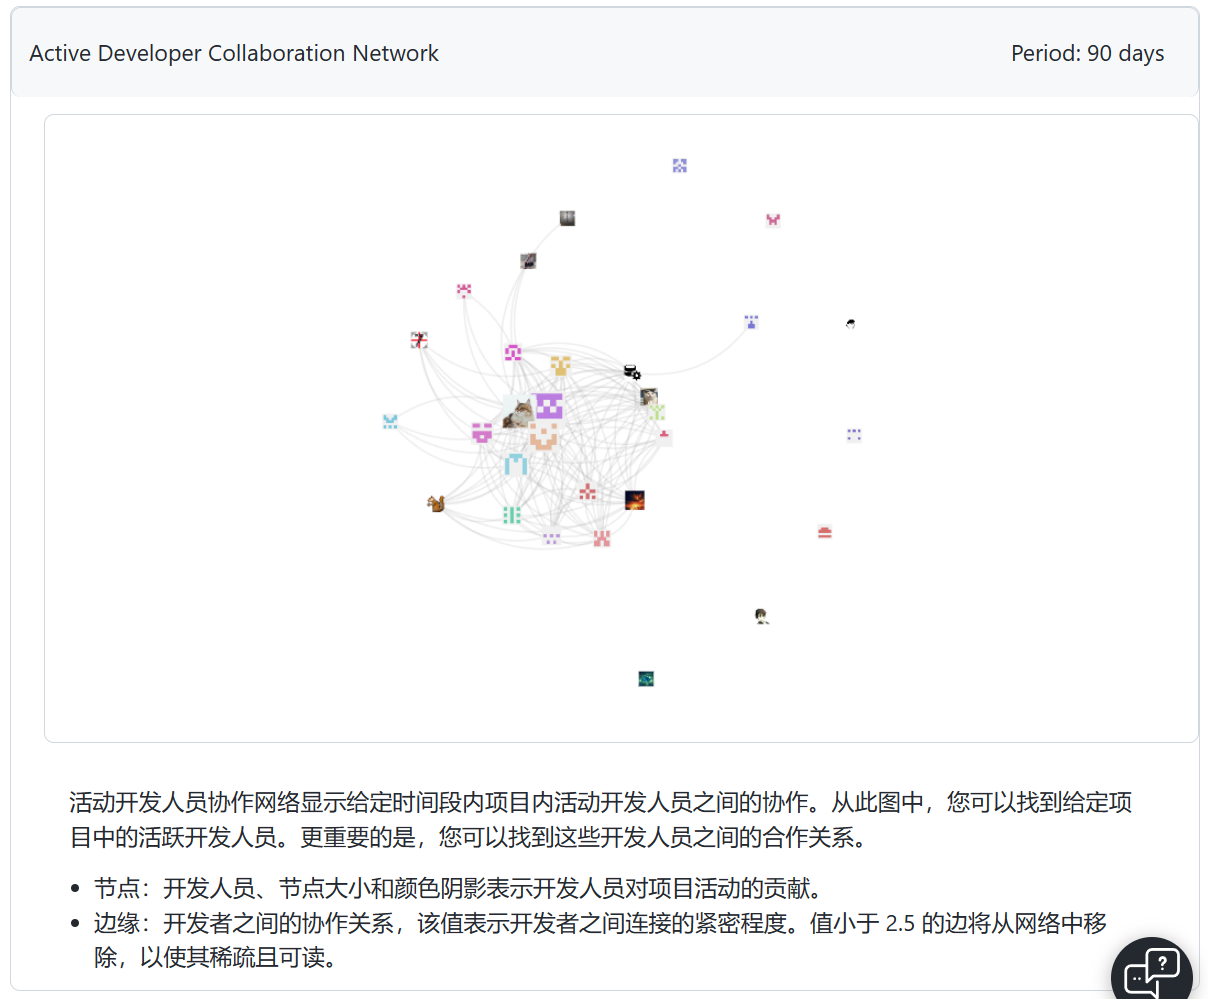 Active Developer Collaboration Network
Period: 90 days
活动开发人员协作网络显示给定时间段内项目内活动开发人员之间的协作。从此图中，您可以找到给定项
目中的活跃开发人员。更重要的是，您可以找到这些开发人员之间的合作关系。
• 节点：开发人员、节点大小和颜色阴影表示开发人员对项目活动的贡献。
• 边缘：开发者之间的协作关系，该值表示开发者之间连接的紧密程度。值小于 2.5 的边将从网络中移
除，以使其稀疏且可读。